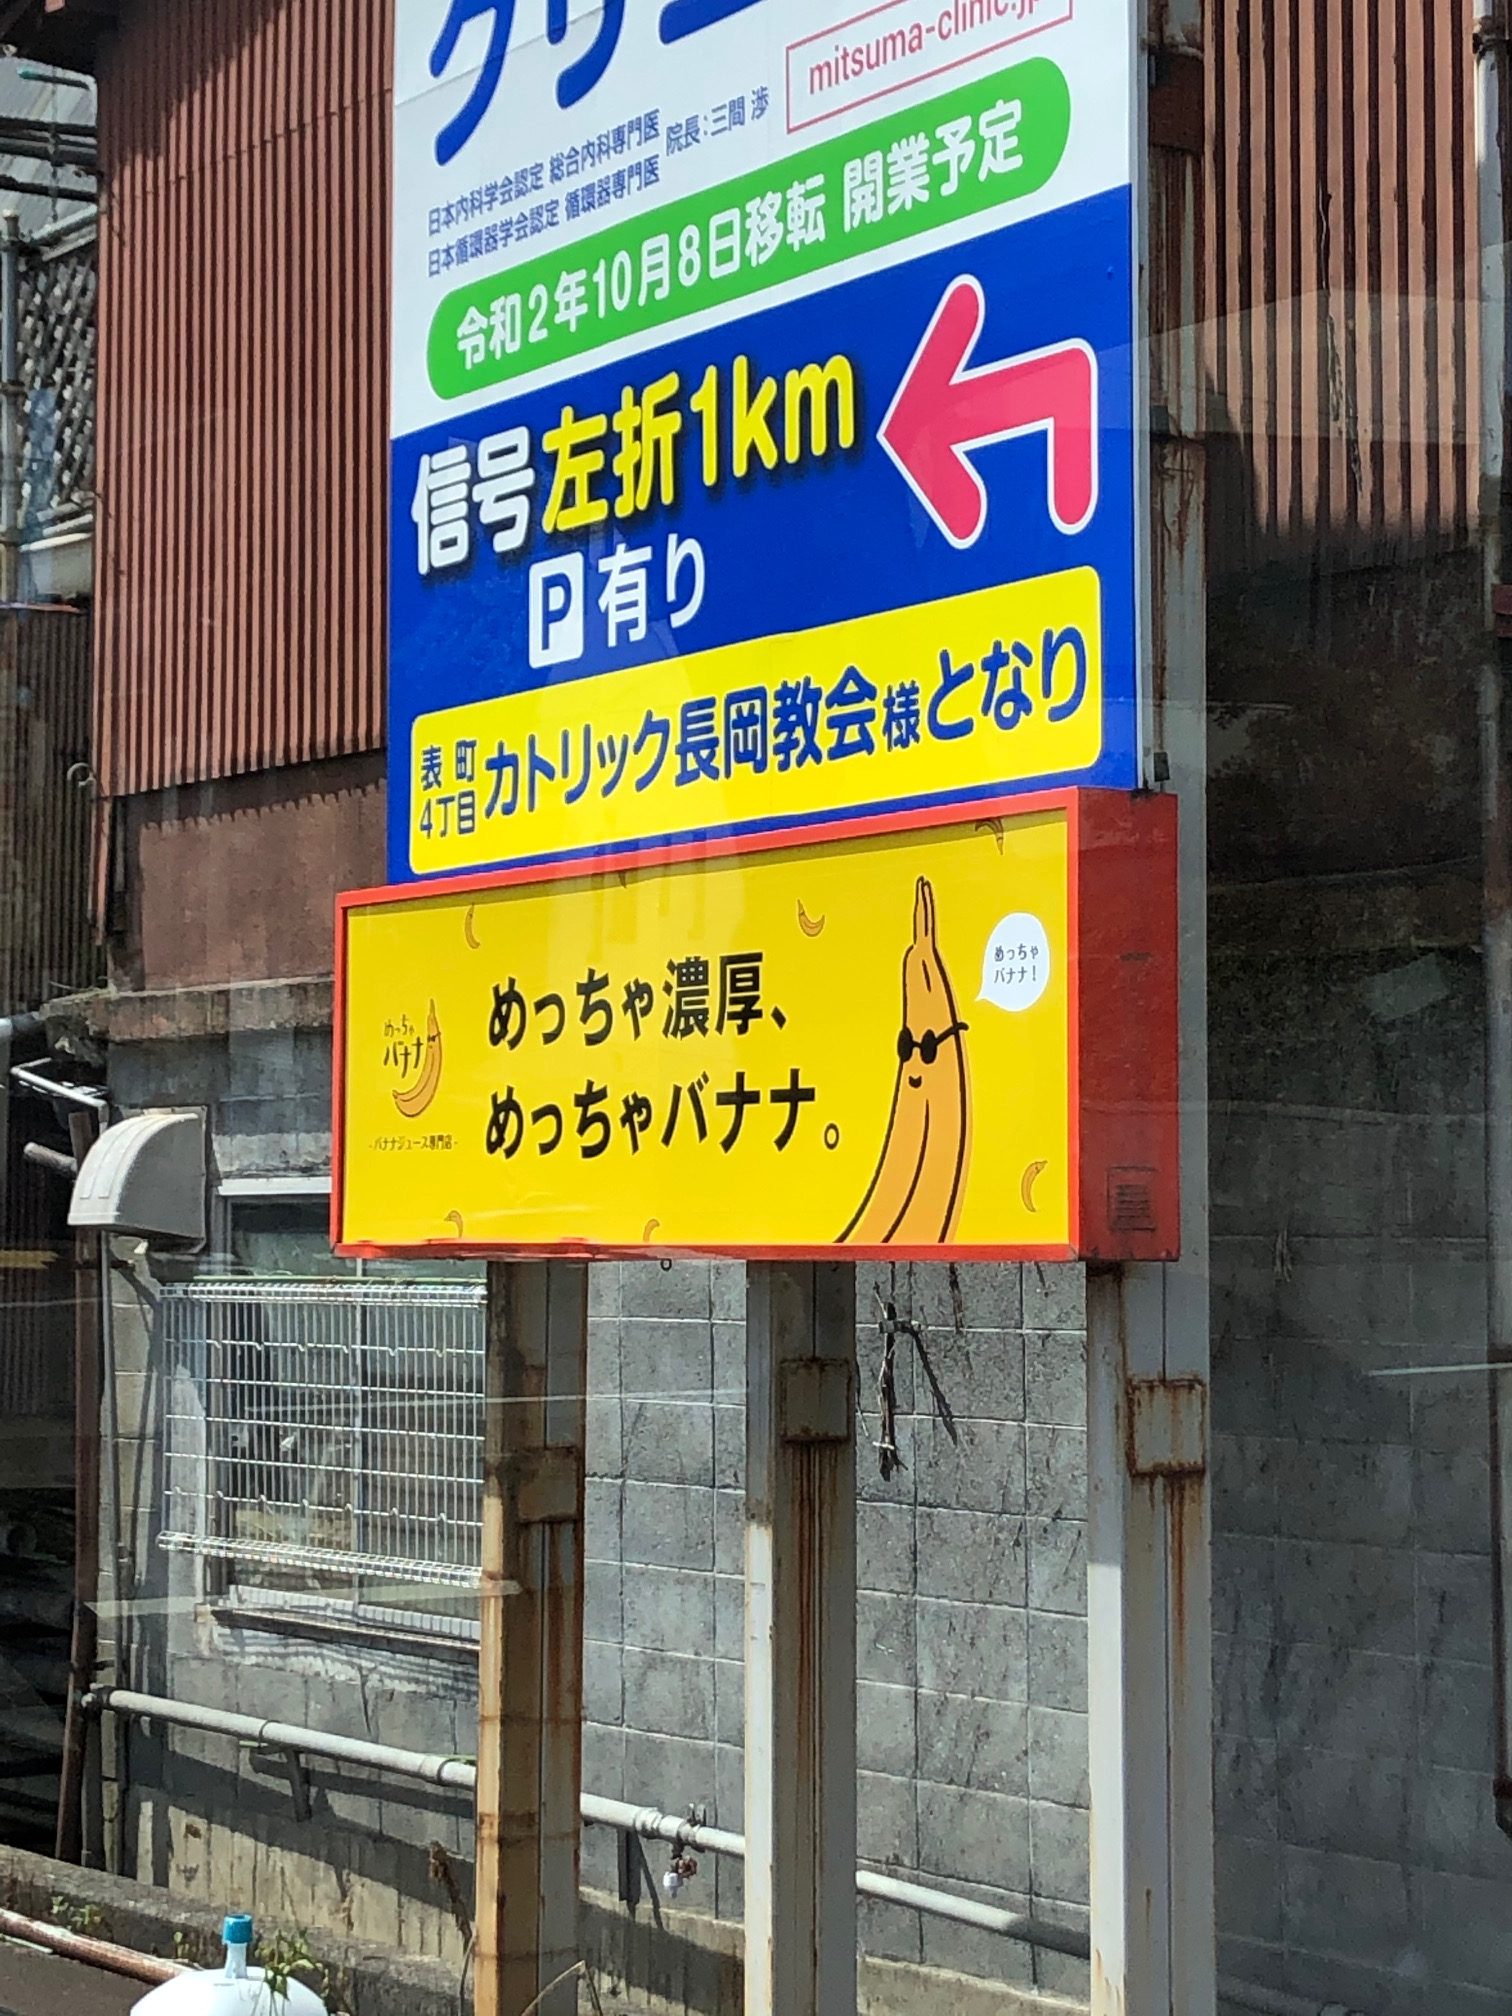 クリニ
mitsuma-clinic.jp
日本内科学会認定 総合内科専門医
日本循環器学会認定 循環器専門医
院長:三間 渉
令和2年10月8日移転 開業予定
信号左折1km
P有り
表町
4丁目
カトリック長岡教会様となり
めっちゃ
バナナ
-バナナジュース専門店-
めっちゃ濃厚、
めっちゃバナナ。
めっちゃ
バナナ!